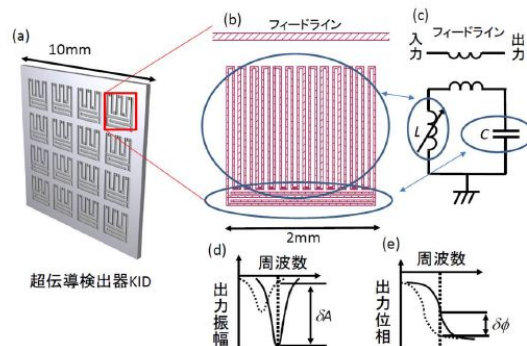 (a)
10mm
超伝導検出器KID
(b)
フィードライン
2mm
(c)
フィードライン
入力
出力
L
C
(d)
周波数
出力振幅
δA
(e)
周波数
出力位相
δϕ